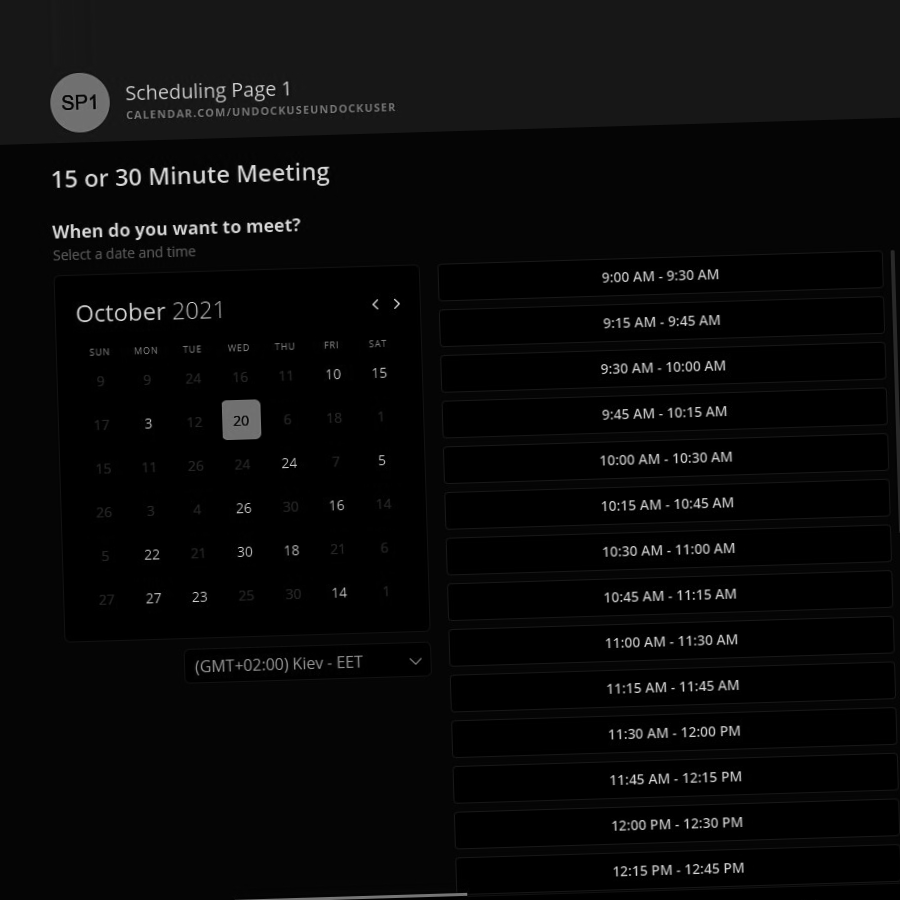 SP1
Scheduling Page 1
CALENDAR.COM/UNDOCKUSEUNDOCKUSER
15 or 30 Minute Meeting
When do you want to meet?
Select a date and time
October 2021
SUN MON TUE WED THU FRI SAT
9 9 24 16 11 10 15
17 3 12 20 6 18 1
15 11 26 24 24 7 5
26 3 4 26 30 16 14
5 22 21 30 18 21 6
27 27 23 25 30 14 1
(GMT+02:00) Kiev - EET
9:00 AM - 9:30 AM
9:15 AM - 9:45 AM
9:30 AM - 10:00 AM
9:45 AM - 10:15 AM
10:00 AM - 10:30 AM
10:15 AM - 10:45 AM
10:30 AM - 11:00 AM
10:45 AM - 11:15 AM
11:00 AM - 11:30 AM
11:15 AM - 11:45 AM
11:30 AM - 12:00 PM
11:45 AM - 12:15 PM
12:00 PM - 12:30 PM
12:15 PM - 12:45 PM